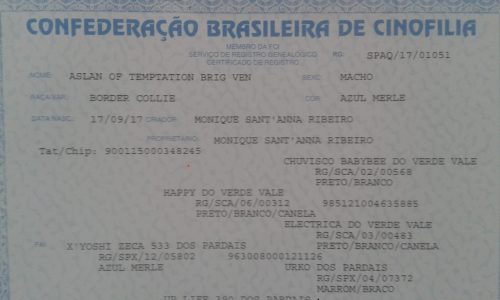 CONFEDERAÇÃO BRASILEIRA DE CINOFILIA
MEMBRO DA FCI
SERVIÇO DE REGISTRO GENEALÓGICO
CERTIFICADO DE REGISTRO
RG: SPAQ/17/01051
NOME: ASLAN OF TEMPTATION BRIG VEN SEXO: MACHO
RAÇA/VAR.: BORDER COLLIE COR: AZUL MERLE
DATA NASC.: 17/09/17 CRIADOR: MONIQUE SANT'ANNA RIBEIRO
PROPRIETÁRIO: MONIQUE SANT'ANNA RIBEIRO
Tat/Chip: 900115000348245
CHUVISCO BABYBEE DO VERDE VALE
RG/SCA/02/00568
PRETO/BRANCO
HAPPY DO VERDE VALE
RG/SCA/06/00312 985121004635885
PRETO/BRANCO/CANELA
ELECTRICA DO VERDE VALE
RG/SCA/03/00483
PRETO/BRANCO/CANELA
PAI: X'YOSHI ZECA 533 DOS PARDAIS
RG/SPX/12/05802 963008000121126
AZUL MERLE
URKO DOS PARDAIS
RG/SPX/04/07372
MARROM/BRACO